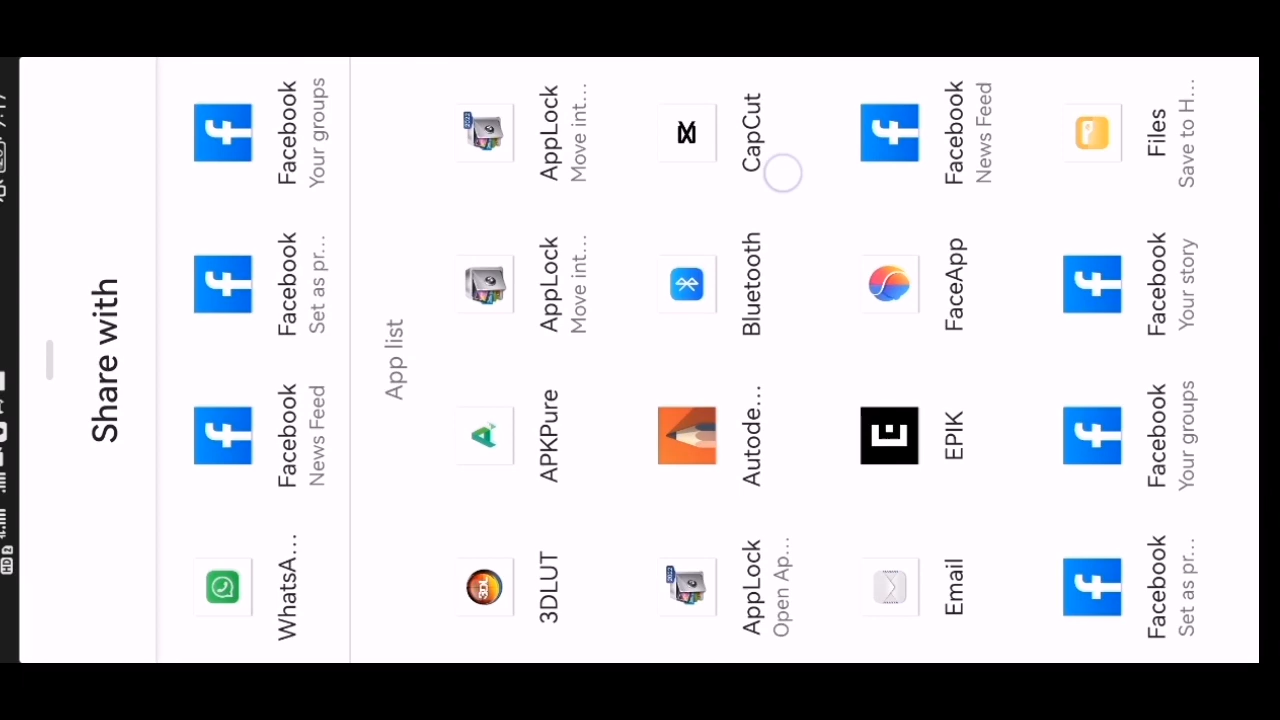 Share with
WhatsA... Facebook Facebook Facebook
News Feed Set as pr... Your groups
App list
3DLUT APKPure AppLock AppLock
Move int... Move int...
AppLock Autode... Bluetooth CapCut
Open Ap...
Email EPIK FaceApp Facebook
News Feed
Facebook Facebook Facebook Files
Set as pr... Your groups Your story Save to H...